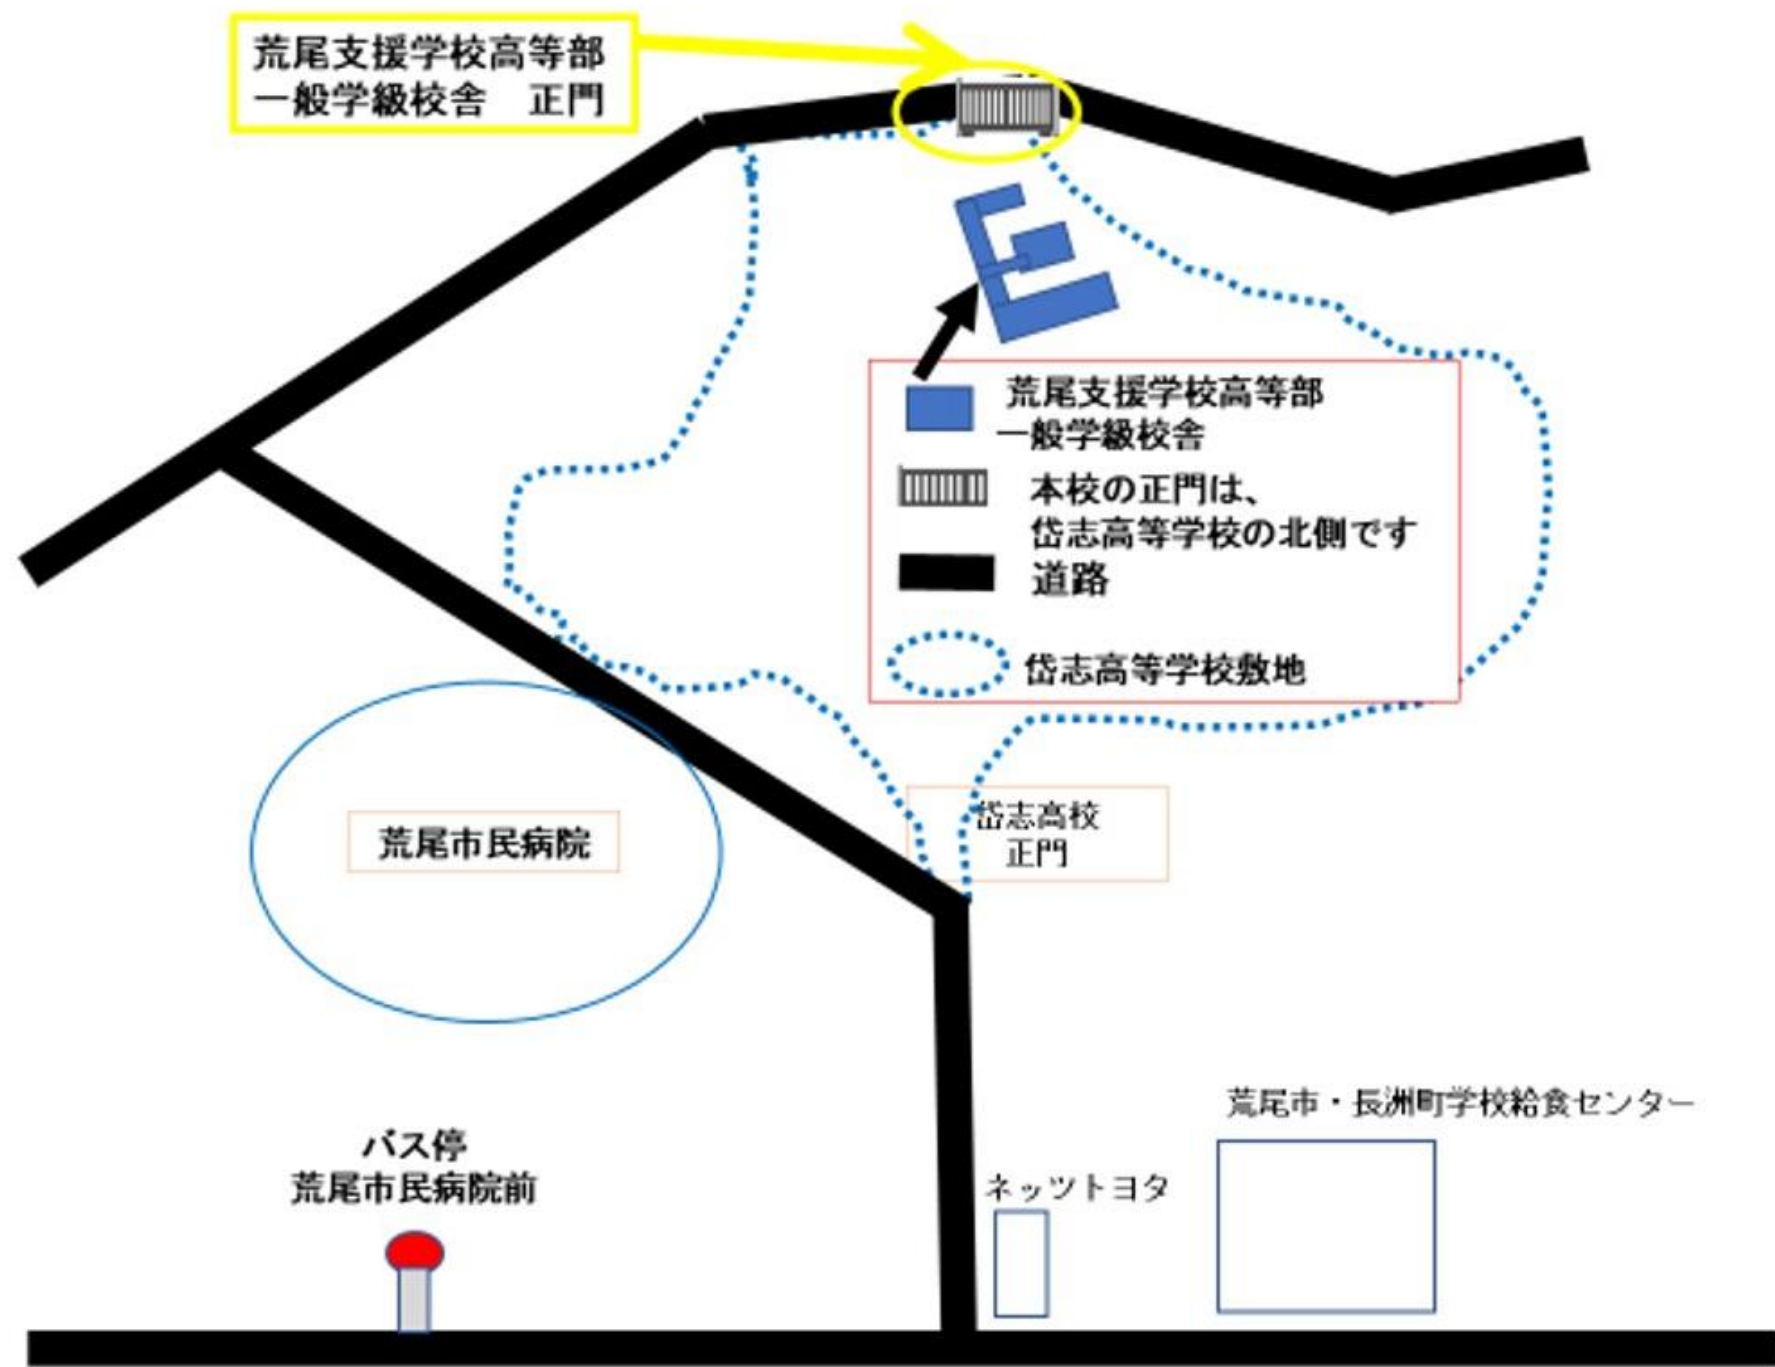 荒尾支援学校高等部
一般学級校舎　正門
荒尾支援学校高等部
一般学級校舎
本校の正門は、
岱志高等学校の北側です
道路
岱志高等学校敷地
岱志高校
正門
荒尾市民病院
荒尾市・長洲町学校給食センター
バス停
荒尾市民病院前
ネッツトヨタ